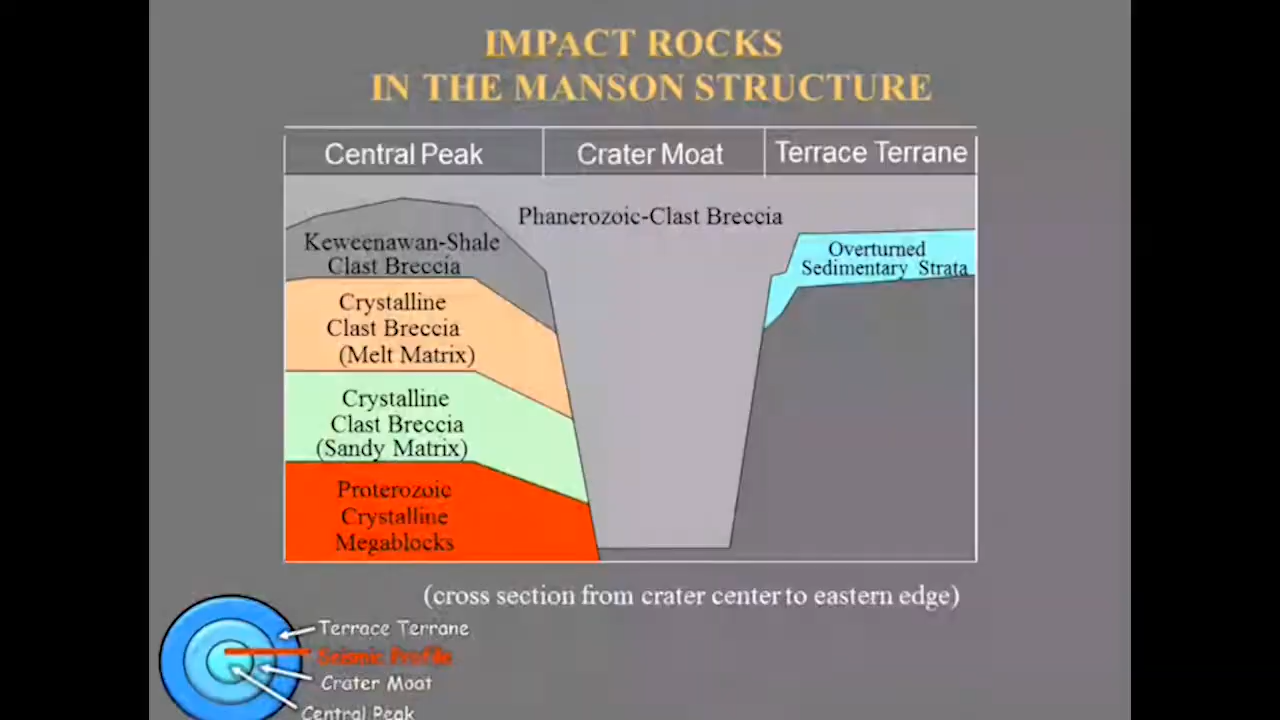 IMPACT ROCKS
IN THE MANSON STRUCTURE
Central Peak
Crater Moat
Terrace Terrane
Phanerozoic-Clast Breccia
Keweenawan-Shale
Clast Breccia
Overturned
Sedimentary Strata
Crystalline
Clast Breccia
(Melt Matrix)
Crystalline
Clast Breccia
(Sandy Matrix)
Proterozoic
Crystalline
Megablocks
(cross section from crater center to eastern edge)
Terrace Terrane
Seismic Profile
Crater Moat
Central Peak